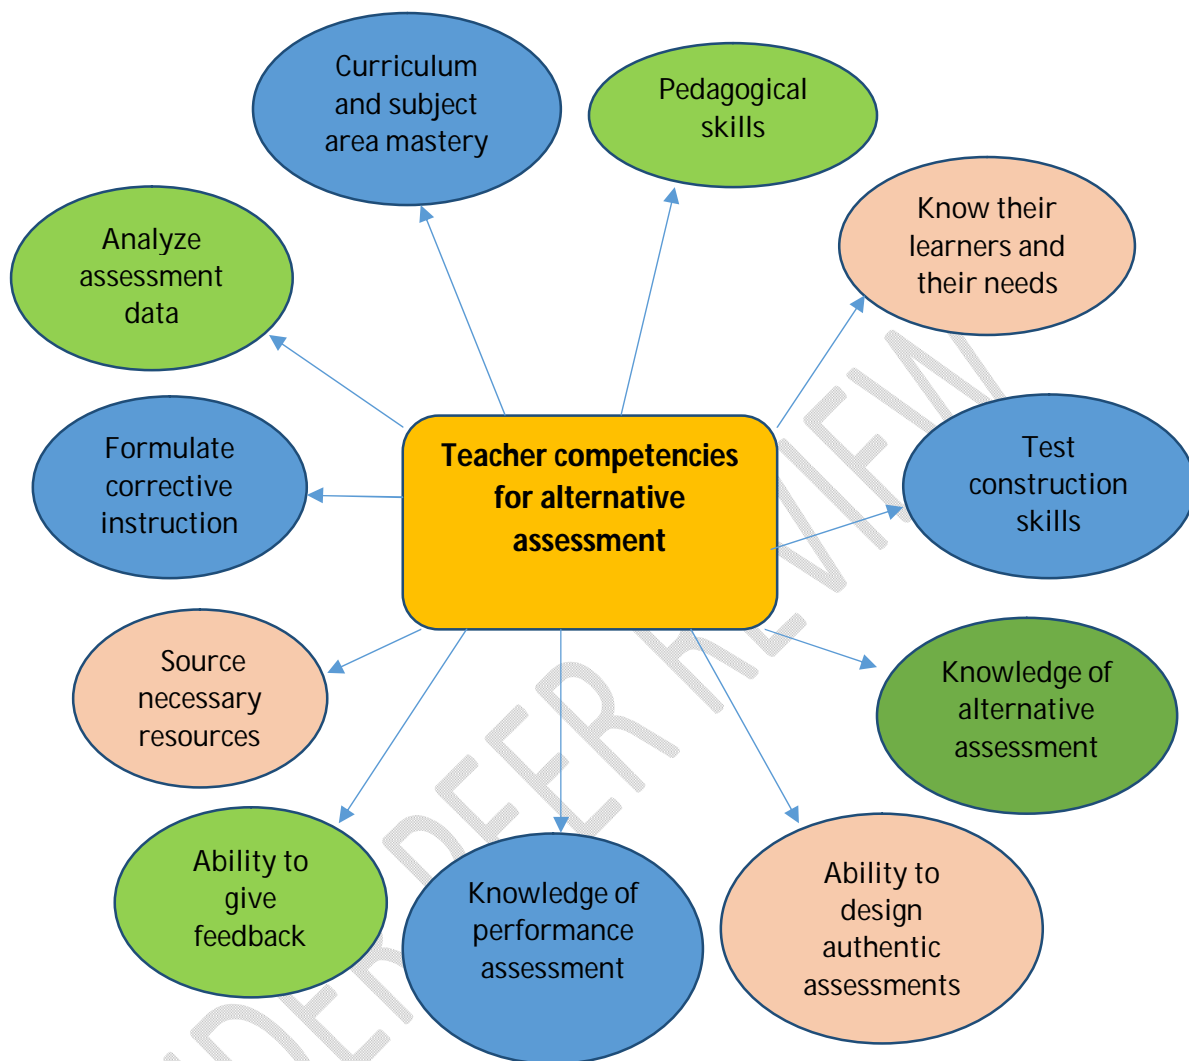 Curriculum
and subject
area mastery
Pedagogical
skills
Know their
learners and
their needs
Analyze
assessment
data
Teacher competencies
for alternative
assessment
Test
construction
skills
Formulate
corrective
instruction
Source
necessary
resources
Knowledge of
alternative
assessment
Ability to
give
feedback
Knowledge of
performance
assessment
Ability to
design
authentic
assessments
PEER REVIEW